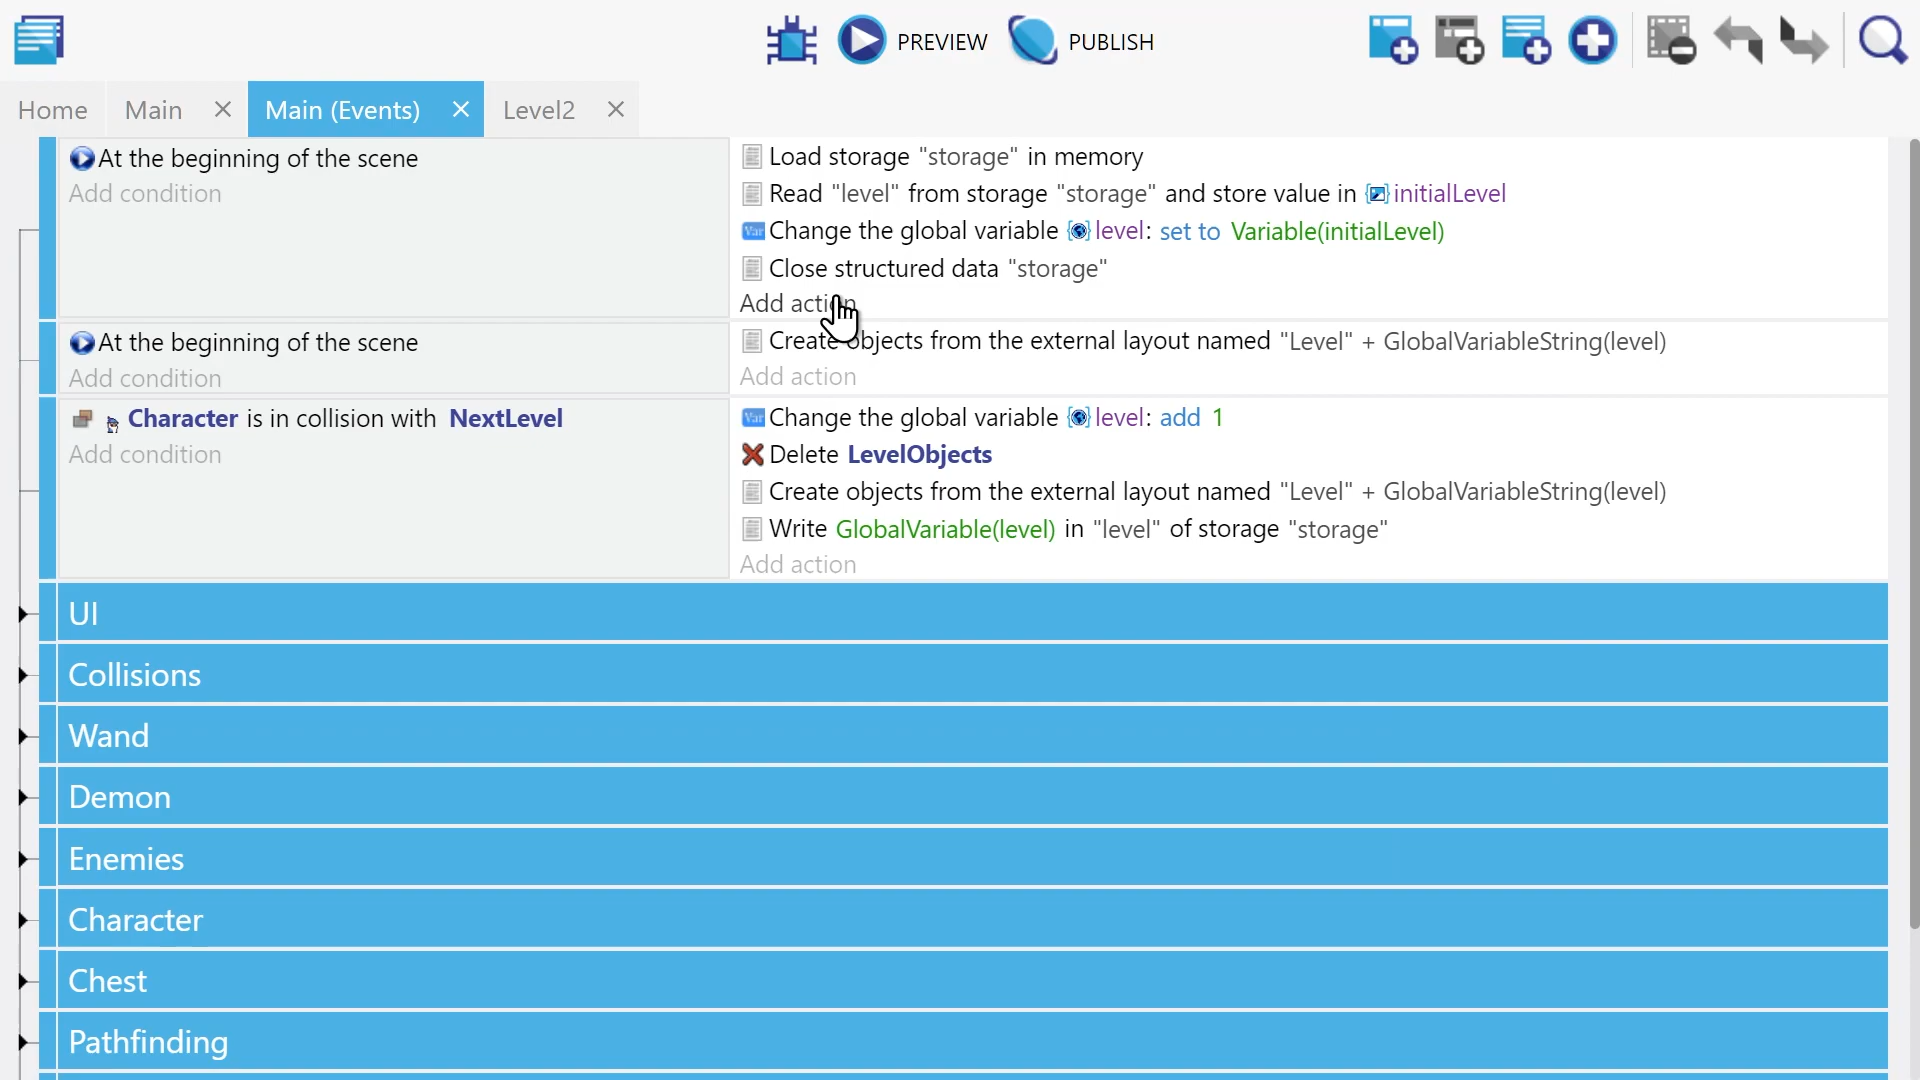 PREVIEW PUBLISH
Home Main Main (Events) Level2
At the beginning of the scene
Add condition
Load storage "storage" in memory
Read "level" from storage "storage" and store value in initialLevel
Var Change the global variable level: set to Variable(initialLevel)
Close structured data "storage"
Add action
At the beginning of the scene
Add condition
Create objects from the external layout named "Level" + GlobalVariableString(level)
Add action
Character is in collision with NextLevel
Add condition
Var Change the global variable level: add 1
Delete LevelObjects
Create objects from the external layout named "Level" + GlobalVariableString(level)
Write GlobalVariable(level) in "level" of storage "storage"
Add action
UI
Collisions
Wand
Demon
Enemies
Character
Chest
Pathfinding